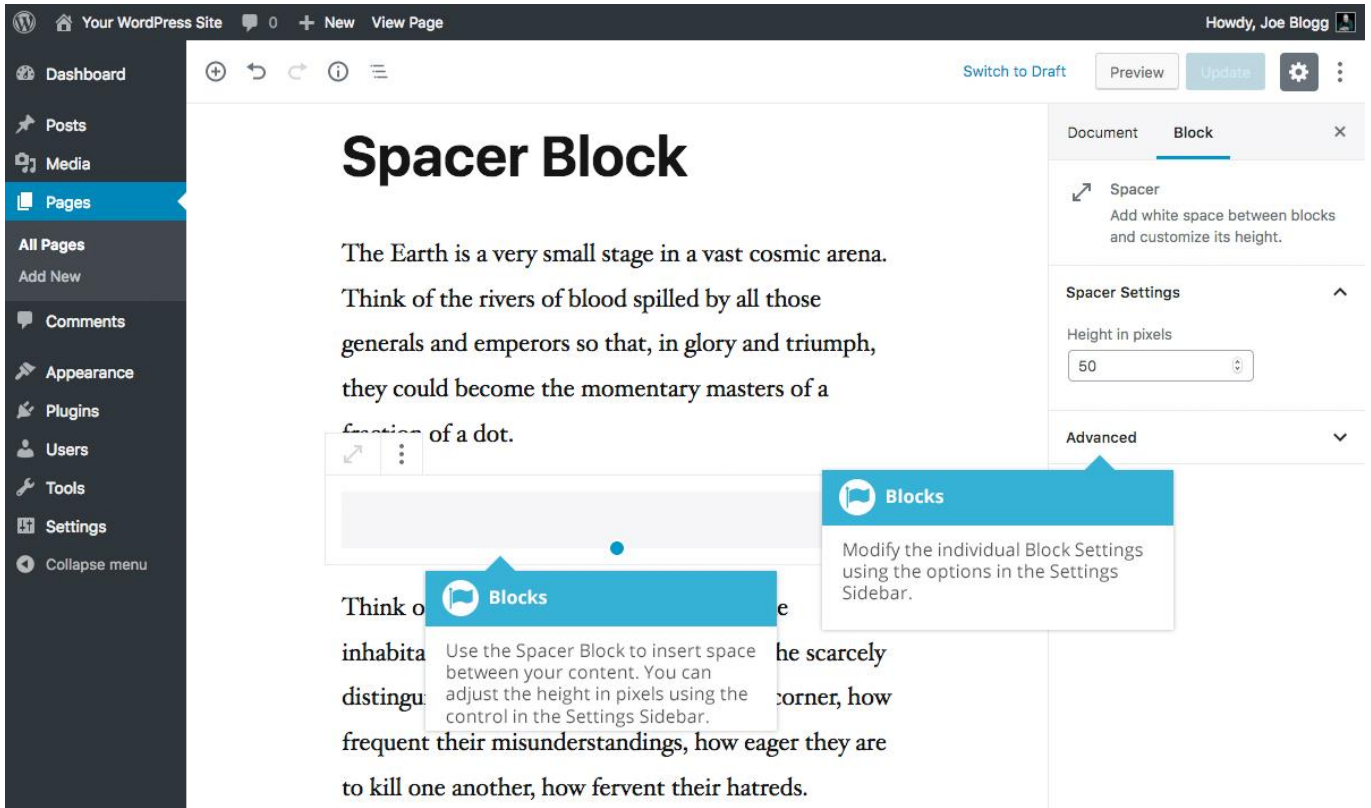 Your WordPress Site 0 New View Page Howdy, Joe Blogg
Dashboard
Posts
Media
Pages
All Pages
Add New
Comments
Appearance
Plugins
Users
Tools
Settings
Collapse menu
Switch to Draft Preview Update
Spacer Block
The Earth is a very small stage in a vast cosmic arena.
Think of the rivers of blood spilled by all those
generals and emperors so that, in glory and triumph,
they could become the momentary masters of a
fraction of a dot.
Blocks
Use the Spacer Block to insert space
between your content. You can
adjust the height in pixels using the
control in the Settings Sidebar.
Think o e
inhabita he scarcely
distingu corner, how
frequent their misunderstandings, how eager they are
to kill one another, how fervent their hatreds.
Document Block
Spacer
Add white space between blocks
and customize its height.
Spacer Settings
Height in pixels
50
Advanced
Blocks
Modify the individual Block Settings
using the options in the Settings
Sidebar.